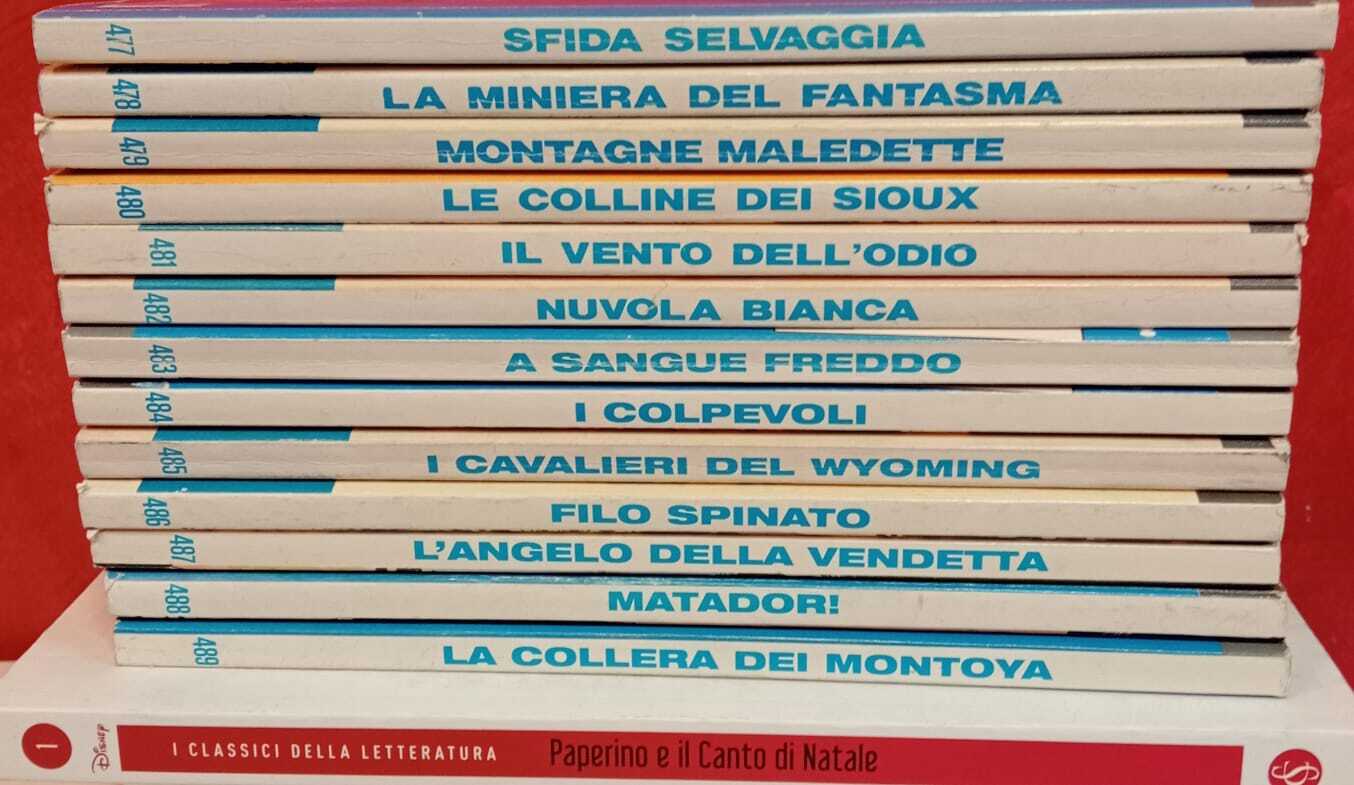 477 SFIDA SELVAGGIA
478 LA MINIERA DEL FANTASMA
479 MONTAGNE MALEDETTE
480 LE COLLINE DEI SIOUX
481 IL VENTO DELL'ODIO
482 NUVOLA BIANCA
483 A SANGUE FREDDO
484 I COLPEVOLI
485 I CAVALIERI DEL WYOMING
486 FILO SPINATO
487 L'ANGELO DELLA VENDETTA
488 MATADOR!
489 LA COLLERA DEI MONTOYA
1 DISNEP I CLASSICI DELLA LETTERATURA Paperino e il Canto di Natale